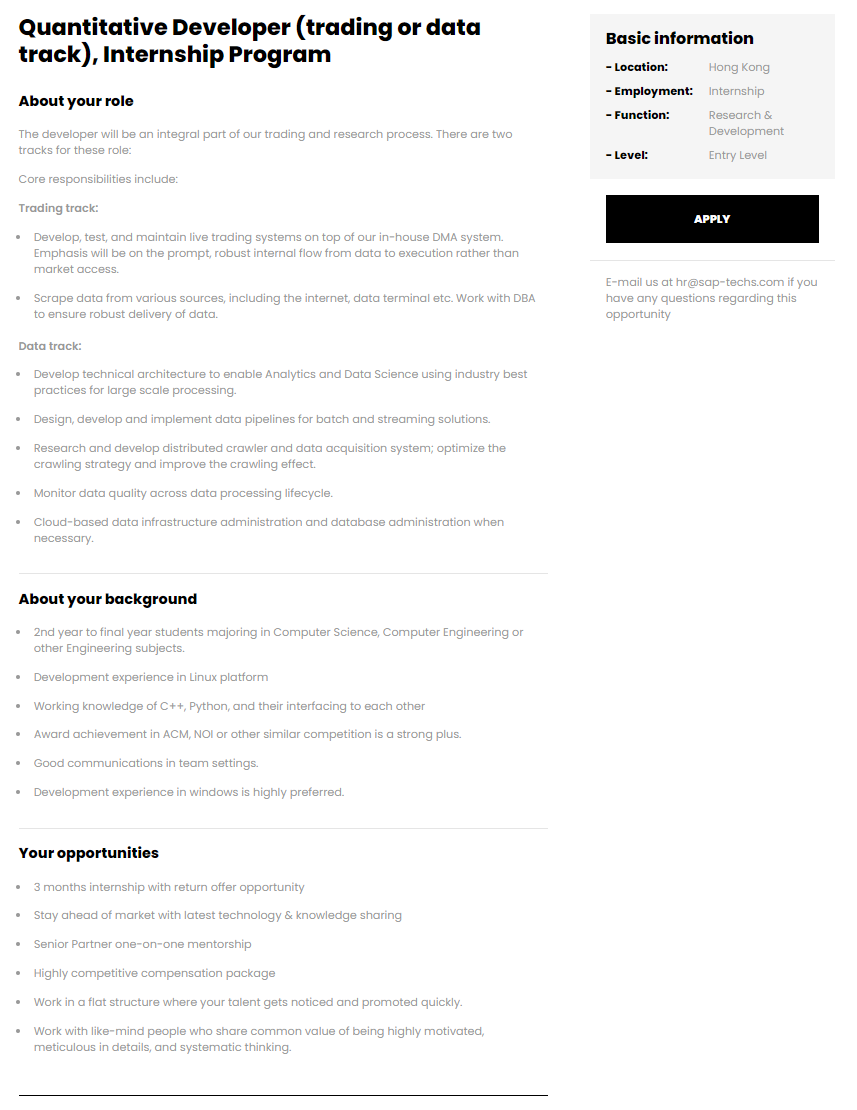 Quantitative Developer (trading or data
track), Internship Program
About your role
The developer will be an integral part of our trading and research process. There are two
tracks for these role:
Core responsibilities include:
Trading track:
• Develop, test, and maintain live trading systems on top of our in-house DMA system.
Emphasis will be on the prompt, robust internal flow from data to execution rather than
market access.
• Scrape data from various sources, including the internet, data terminal etc. Work with DBA
to ensure robust delivery of data.
Data track:
• Develop technical architecture to enable Analytics and Data Science using industry best
practices for large scale processing.
• Design, develop and implement data pipelines for batch and streaming solutions.
• Research and develop distributed crawler and data acquisition system; optimize the
crawling strategy and improve the crawling effect.
• Monitor data quality across data processing lifecycle.
• Cloud-based data infrastructure administration and database administration when
necessary.
About your background
• 2nd year to final year students majoring in Computer Science, Computer Engineering or
other Engineering subjects.
• Development experience in Linux platform
• Working knowledge of C++, Python, and their interfacing to each other
• Award achievement in ACM, NOI or other similar competition is a strong plus.
• Good communications in team settings.
• Development experience in windows is highly preferred.
Your opportunities
• 3 months internship with return offer opportunity
• Stay ahead of market with latest technology & knowledge sharing
• Senior Partner one-on-one mentorship
• Highly competitive compensation package
• Work in a flat structure where your talent gets noticed and promoted quickly.
• Work with like-mind people who share common value of being highly motivated,
meticulous in details, and systematic thinking.
Basic information
- Location: Hong Kong
- Employment: Internship
- Function: Research &
Development
- Level: Entry Level
APPLY
E-mail us at hr@sap-techs.com if you
have any questions regarding this
opportunity